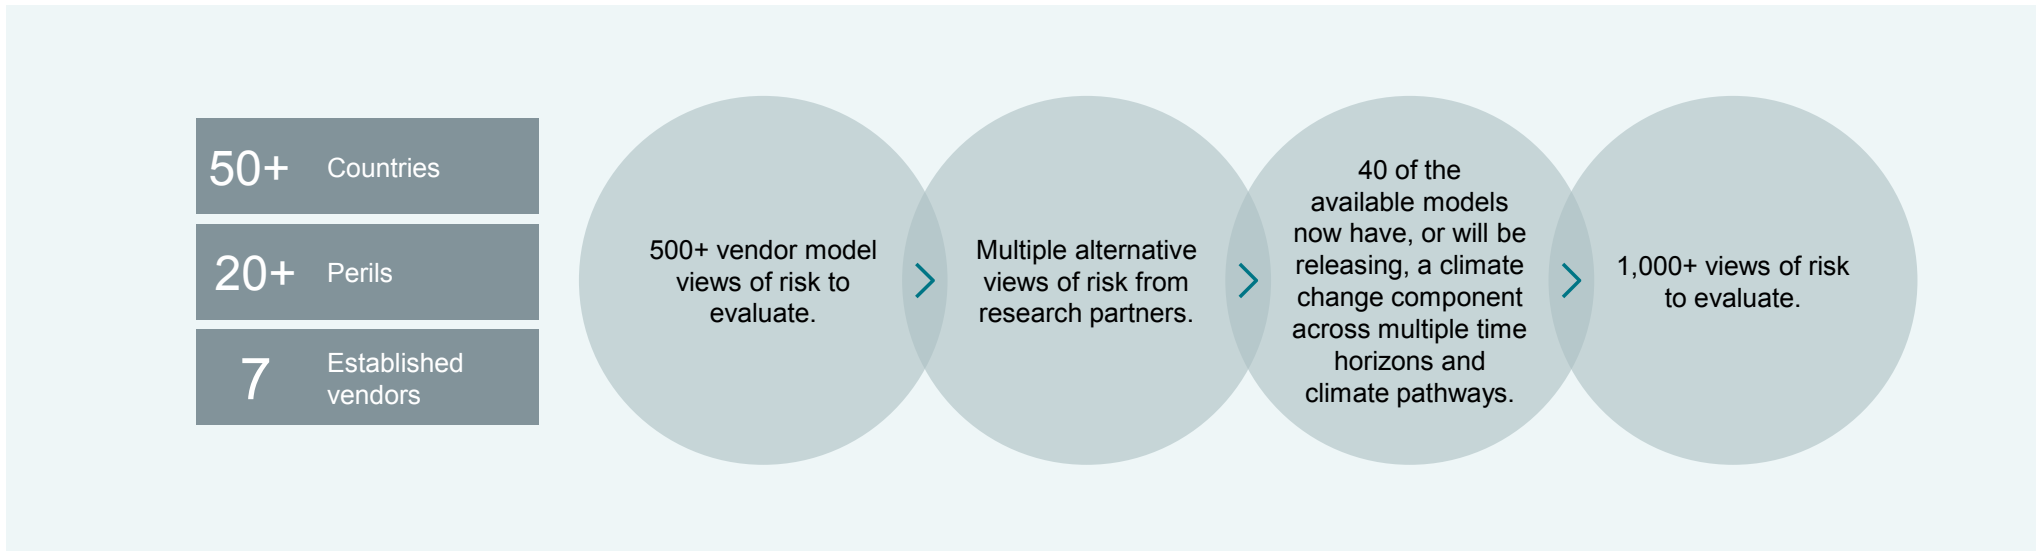 50+
Countries
20+
Perils
7
Established
vendors
500+ vendor model
views of risk to
evaluate.
Multiple alternative
views of risk from
research partners.
40 of the
available models
now have, or will be
releasing, a climate
change component
across multiple time
horizons and
climate pathways.
1,000+ views of risk
to evaluate.